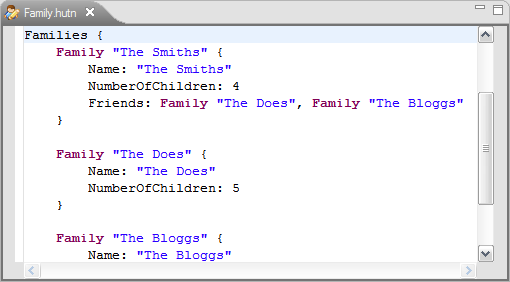 Family.hutn
Families {
Family "The Smiths" {
Name: "The Smiths"
NumberOfChildren: 4
Friends: Family "The Does", Family "The Bloggs"
}
Family "The Does" {
Name: "The Does"
NumberOfChildren: 5
}
Family "The Bloggs" {
Name: "The Bloggs"